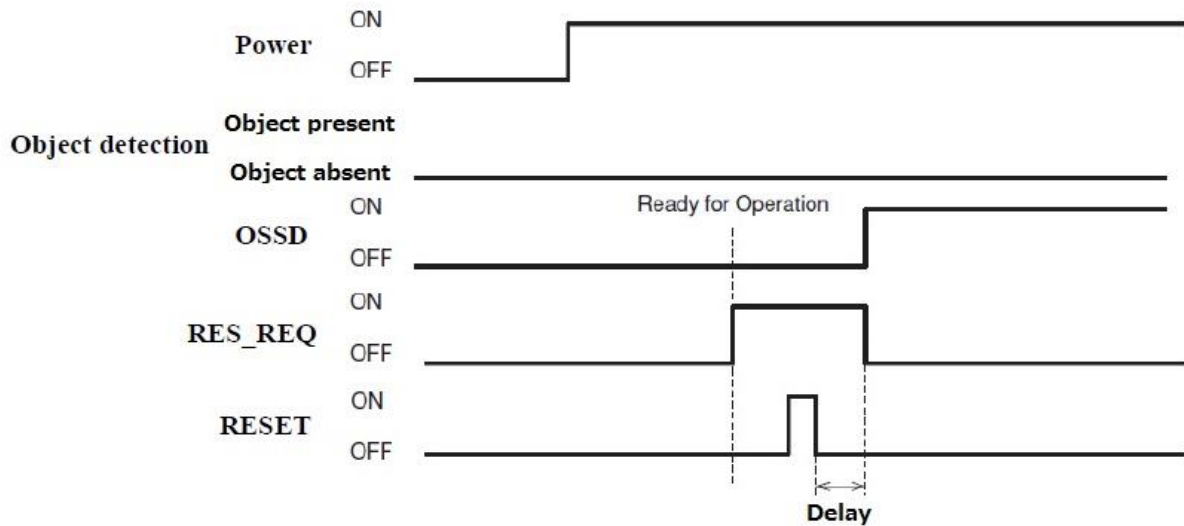 ON
Power
OFF
Object present
Object detection
Object absent
ON
Ready for Operation
OSSD
OFF
ON
RES_REQ
OFF
ON
RESET
OFF
Delay